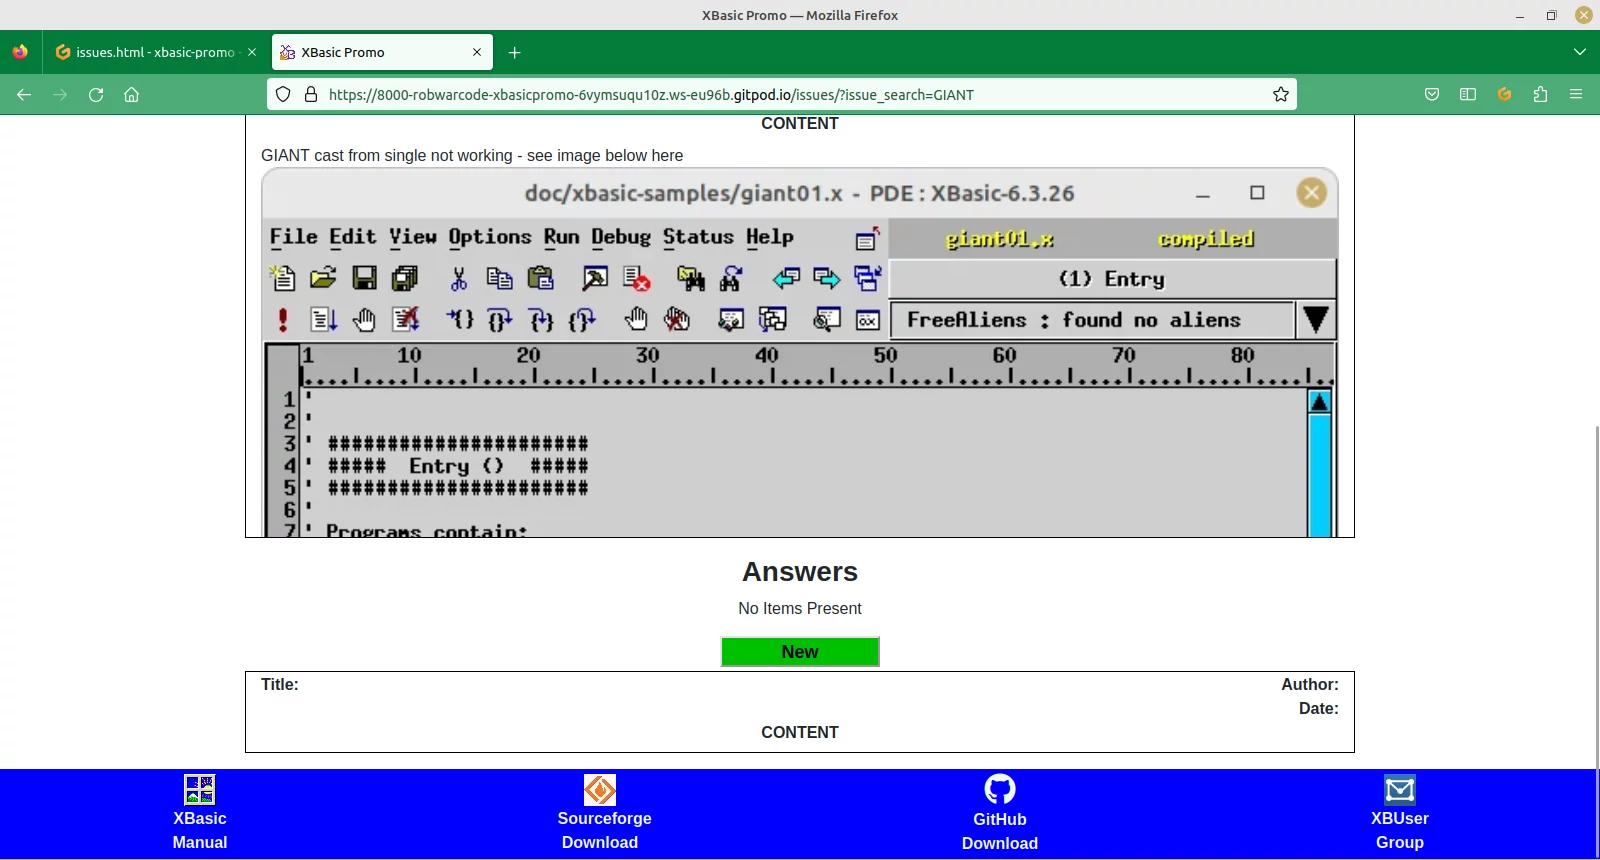 XBasic Promo — Mozilla Firefox
issues.html - xbasic-promo
XBasic Promo
https://8000-robwarcode-xbasicpromo-6vymsuqu10z.ws-eu96b.gitpod.io/issues/?issue_search=GIANT
CONTENT
GIANT cast from single not working - see image below here
doc/xbasic-samples/giant01.x - PDE : XBasic-6.3.26
File Edit View Options Run Debug Status Help
giant01.x compiled
(1) Entry
FreeAliens : found no aliens
1 10 20 30 40 50 60 70 80
1 '
2 '
3 ' ######################
4 ' ##### Entry () #####
5 ' ######################
6 '
7 ' Programs contain:
Answers
No Items Present
New
Title: Author:
Date:
CONTENT
XBasic
Manual
Sourceforge
Download
GitHub
Download
XBUser
Group